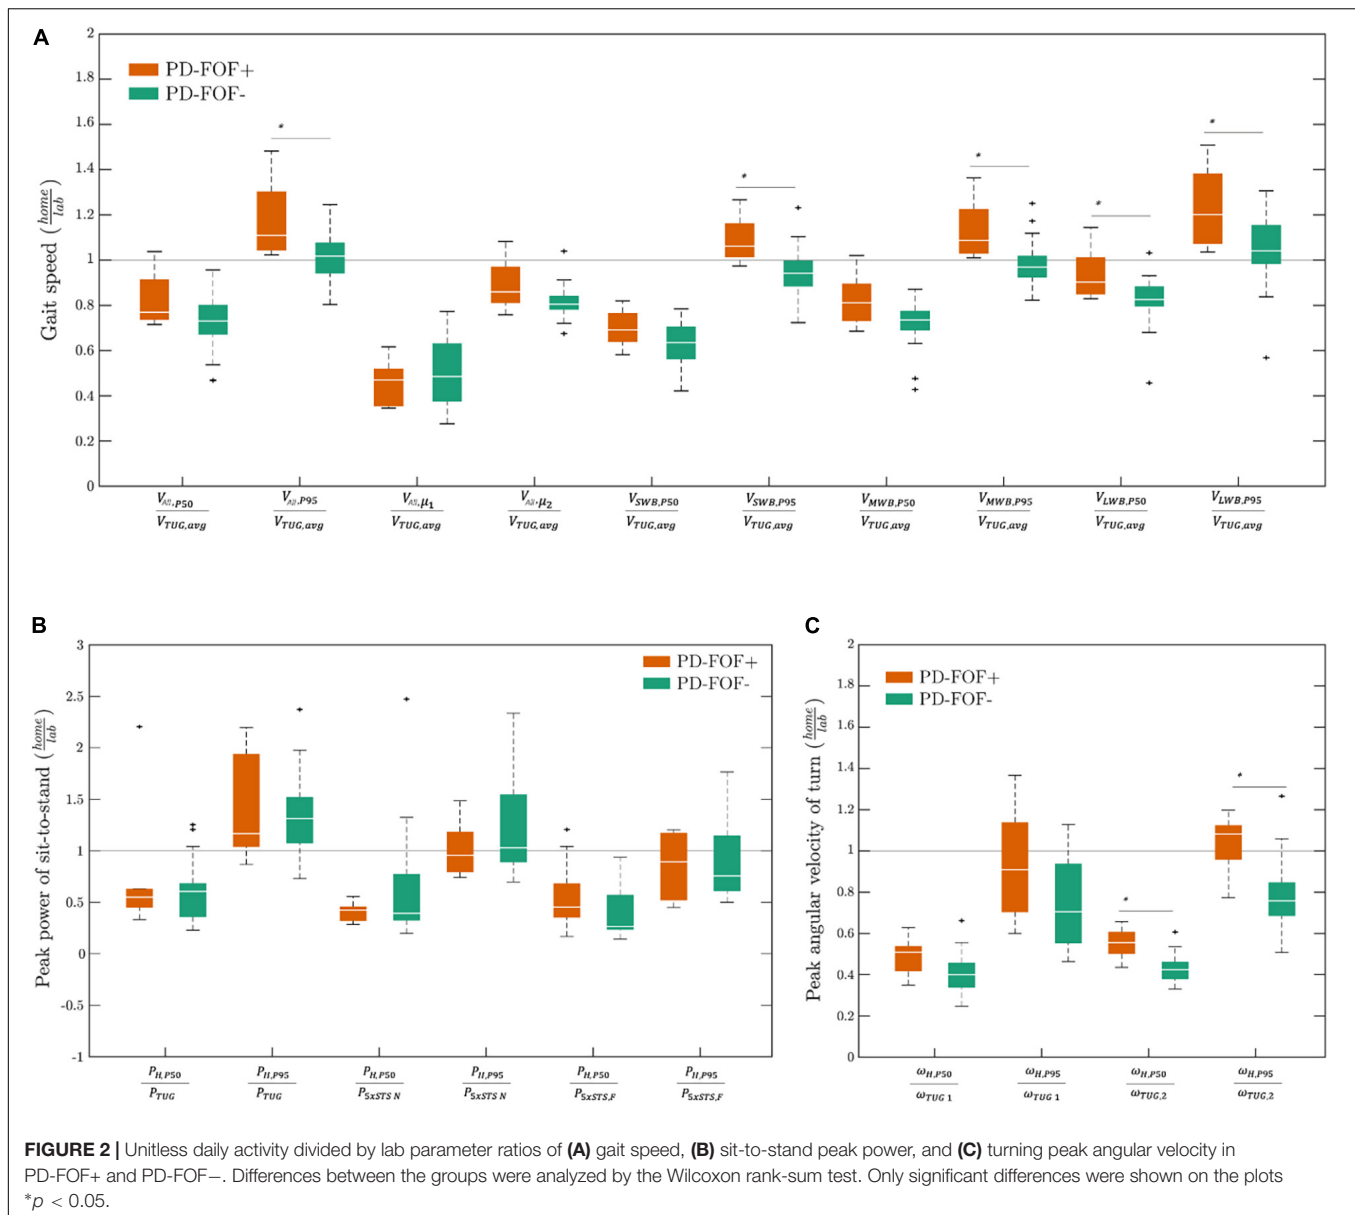 A
2
1.8
1.6
1.4
1.2
1
0.8
0.6
0.4
0.2
0
Gait speed (home/lab)
PD-FOF+
PD-FOF-
*
*
*
*
*
V_All,P50 / V_TUG,avg
V_All,P95 / V_TUG,avg
V_All,μ1 / V_TUG,avg
V_All,μ2 / V_TUG,avg
V_SWB,P50 / V_TUG,avg
V_SWB,P95 / V_TUG,avg
V_MWB,P50 / V_TUG,avg
V_MWB,P95 / V_TUG,avg
V_LWB,P50 / V_TUG,avg
V_LWB,P95 / V_TUG,avg
B
3
2.5
2
1.5
1
0.5
0
-0.5
-1
Peak power of sit-to-stand (home/lab)
PD-FOF+
PD-FOF-
P_H,P50 / P_TUG
P_H,P95 / P_TUG
P_H,P50 / P_5xSTS N
P_H,P95 / P_5xSTS N
P_H,P50 / P_5xSTS,F
P_H,P95 / P_5xSTS,F
C
2
1.8
1.6
1.4
1.2
1
0.8
0.6
0.4
0.2
0
Peak angular velocity of turn (home/lab)
PD-FOF+
PD-FOF-
*
*
ω_H,P50 / ω_TUG 1
ω_H,P95 / ω_TUG 1
ω_H,P50 / ω_TUG,2
ω_H,P95 / ω_TUG,2
FIGURE 2 | Unitless daily activity divided by lab parameter ratios of (A) gait speed, (B) sit-to-stand peak power, and (C) turning peak angular velocity in
PD-FOF+ and PD-FOF−. Differences between the groups were analyzed by the Wilcoxon rank-sum test. Only significant differences were shown on the plots
*p < 0.05.